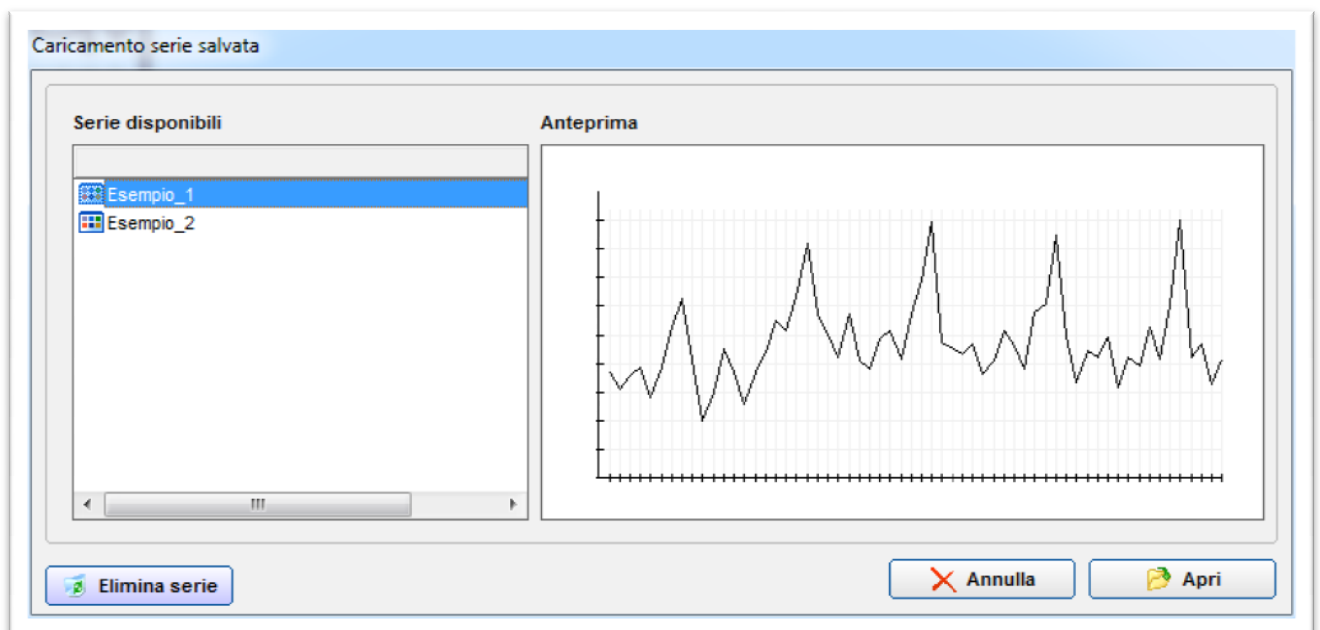 Caricamento serie salvata
Serie disponibili
Anteprima
Esempio_1
Esempio_2
Elimina serie
Annulla
Apri